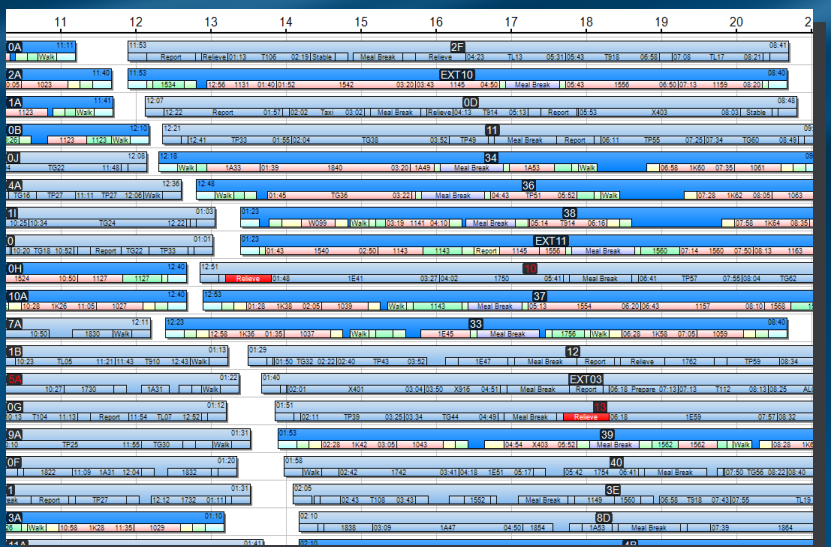 11 12 13 14 15 16 17 18 19 20 2
0A 11:11 11:53 2F 08:41
Walk Report Relieve 01:13 T106 02:19 Stable Meal Break Relieve 04:23 TL13 05:31 05:43 T918 06:58 07:08 TL17 08:21
2A 11:40 11:53 EXT10 08:40
0:05 1023 1534 12:56 1131 01:40 01:52 1542 03:20 03:43 1145 04:50 Meal Break 05:43 1556 06:50 07:13 1159 08:20
1A 11:41 12:07 0D 08:48
1123 Walk 12:22 Report 01:57 02:02 Taxi 03:02 Meal Break Relieve 04:13 T914 05:13 Report 05:53 X403 08:03 Stable
0B 12:10 12:21 11
1123 1123 Walk 12:41 TP33 01:55 02:04 TG38 03:52 TP49 Meal Break Report 06:11 TP55 07:25 07:34 TG60 08:49
0J 12:08 12:18 34
TG22 11:48 Walk 1A33 01:39 1840 03:20 1A49 Meal Break 1A53 Walk 06:58 1K60 07:35 1061
4A 12:36 12:48 36
TG16 TP27 11:11 TP27 12:06 Walk Walk 01:45 TG36 03:22 Meal Break 04:43 TP51 05:52 Walk 07:28 1K62 08:05 1063
1I 01:03 01:23 38
10:25 10:34 TG24 12:22 W099 Walk 03:19 1141 04:10 Meal Break 05:14 T914 06:16 07:58 1K64 08:35
0 01:01 01:23 EXT11
10:20 TG18 10:52 Report TG22 TP33 01:43 1540 02:50 1143 1143 Report 1145 1556 Meal Break 1560 07:14 1560 07:50 08:13 1163
0H 12:40 12:51 10
1524 10:50 1127 1127 Relieve 01:48 1E41 03:27 04:02 1750 05:41 Meal Break 06:41 TP57 07:55 08:04 TG62
10A 12:40 12:53 37
10:28 1K26 11:05 1027 01:28 1K38 02:05 1039 Walk 1143 Meal Break 05:13 1554 06:20 06:43 1157 08:10 1568
7A 12:11 12:23 33 08:40
10:50 1830 Walk 12:58 1K36 01:35 1037 Walk 1E45 Meal Break 1756 Walk 06:28 1K58 07:05 1059
1B 01:13 01:29 12
10:23 TL05 11:21 11:43 T910 12:43 Walk 01:50 TG32 02:22 02:40 TP43 03:52 1E47 Meal Break Report Relieve 1762 TP59 08:34
5A 01:22 01:40 EXT03
10:27 1730 1A31 Walk 02:01 X401 03:04 03:50 X916 04:51 Meal Break Report 06:18 Prepare 07:13 07:13 T112 08:13 08:25
0G 01:12 01:51 13
0:13 T104 11:13 Report 11:54 TL07 12:52 02:11 TP39 03:25 03:34 TG44 04:49 Meal Break Relieve 06:18 1E59 07:57 08:32
9A 01:31 01:53 39
TP25 11:55 TG30 Walk 02:28 1K42 03:05 1043 04:54 X403 05:52 Meal Break 1562 1562 Walk 08:28
0F 01:20 01:58 40
1822 11:09 1A31 12:04 1832 Walk 02:42 1742 03:41 04:18 1E51 05:17 05:42 1754 06:41 Meal Break 07:50 TG56 08:22 08:40
1 01:31 02:05 3E
Report TP27 12:12 1732 01:11 02:43 T108 03:43 1552 Meal Break 1149 1560 06:58 T918 07:43 07:55 TL19
3A 01:10 02:10 8D
Walk 10:58 1K28 11:35 1029 1838 03:09 1A47 04:50 1854 1A53 Meal Break 07:39 1864
11A 01:41 02:10 4B